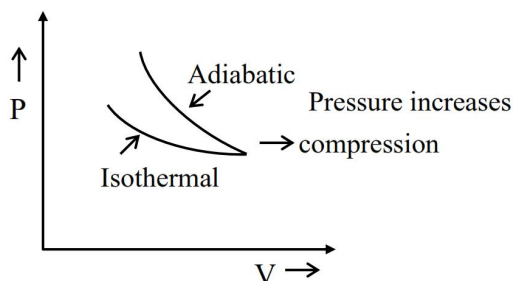 Adiabatic
Pressure increases
P
compression
Isothermal
V